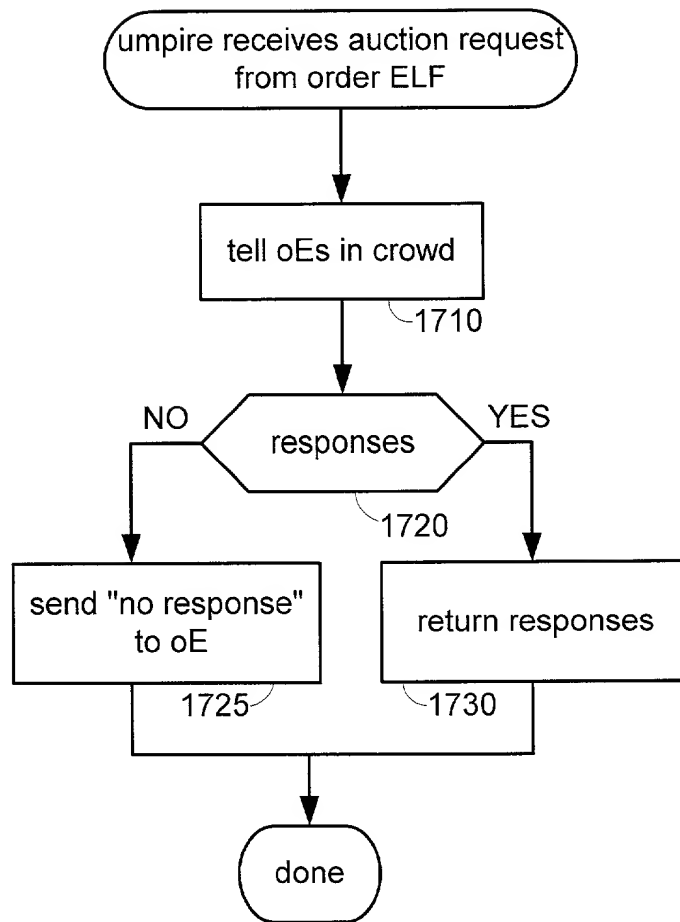 umpire receives auction request
from order ELF
tell oEs in crowd
1710
NO
YES
responses
1720
send "no response"
to oE
return responses
1725
1730
done